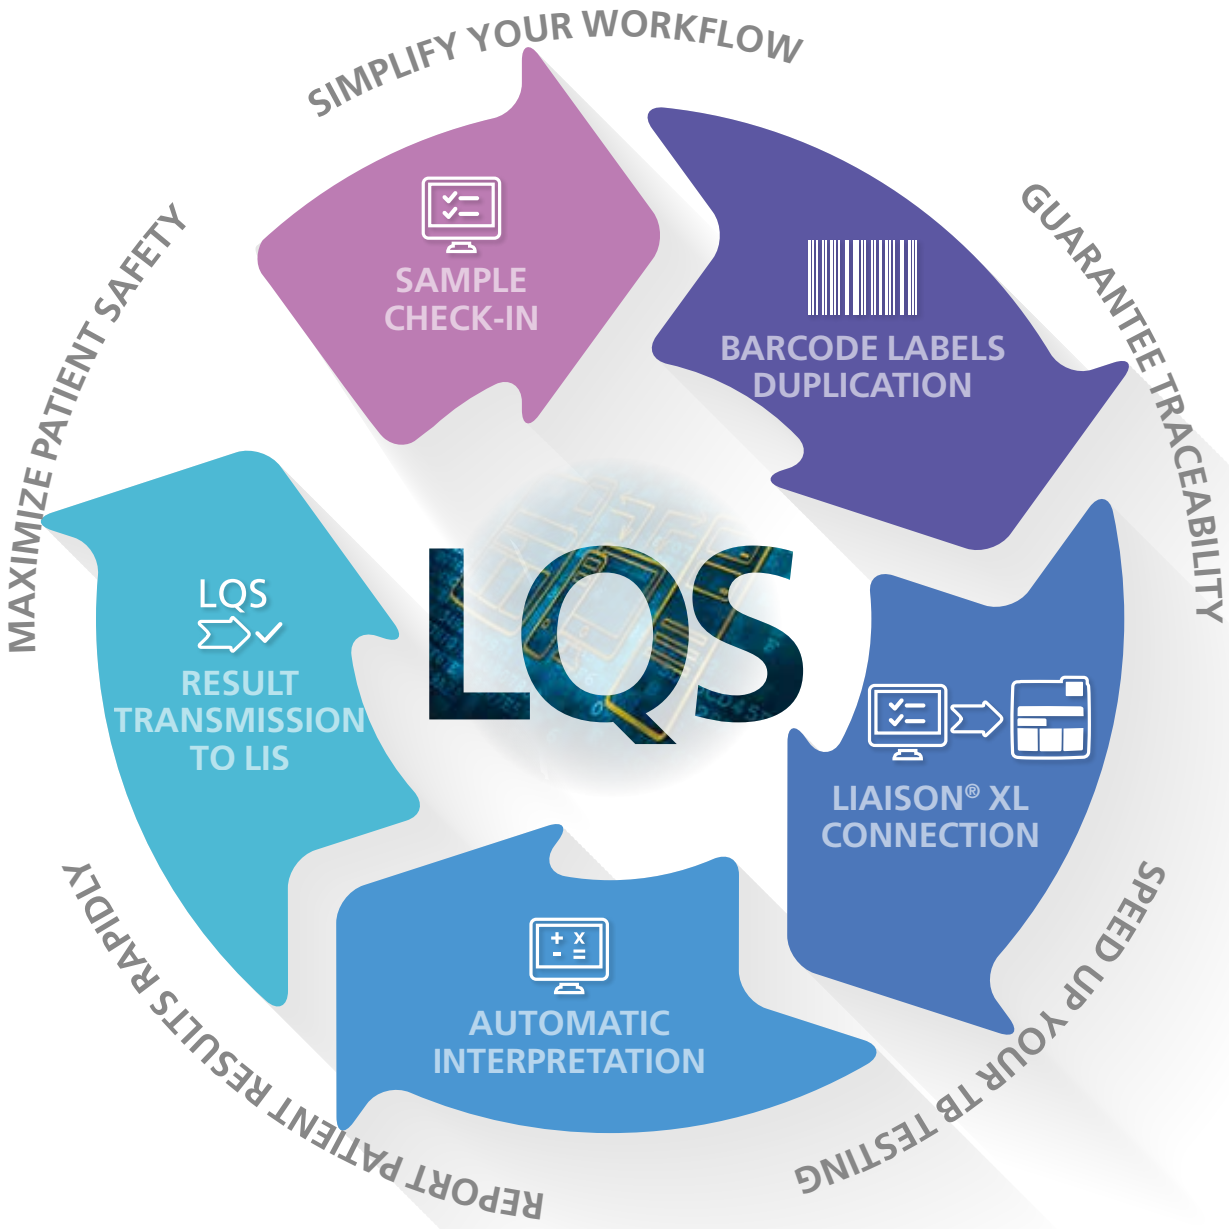 SIMPLIFY YOUR WORKFLOW
GUARANTEE TRACEABILITY
SPEED UP YOUR TB TESTING
REPORT PATIENT RESULTS RAPIDLY
MAXIMIZE PATIENT SAFETY
SAMPLE
CHECK-IN
BARCODE LABELS
DUPLICATION
LIAISON® XL
CONNECTION
AUTOMATIC
INTERPRETATION
LQS
RESULT
TRANSMISSION
TO LIS
LQS